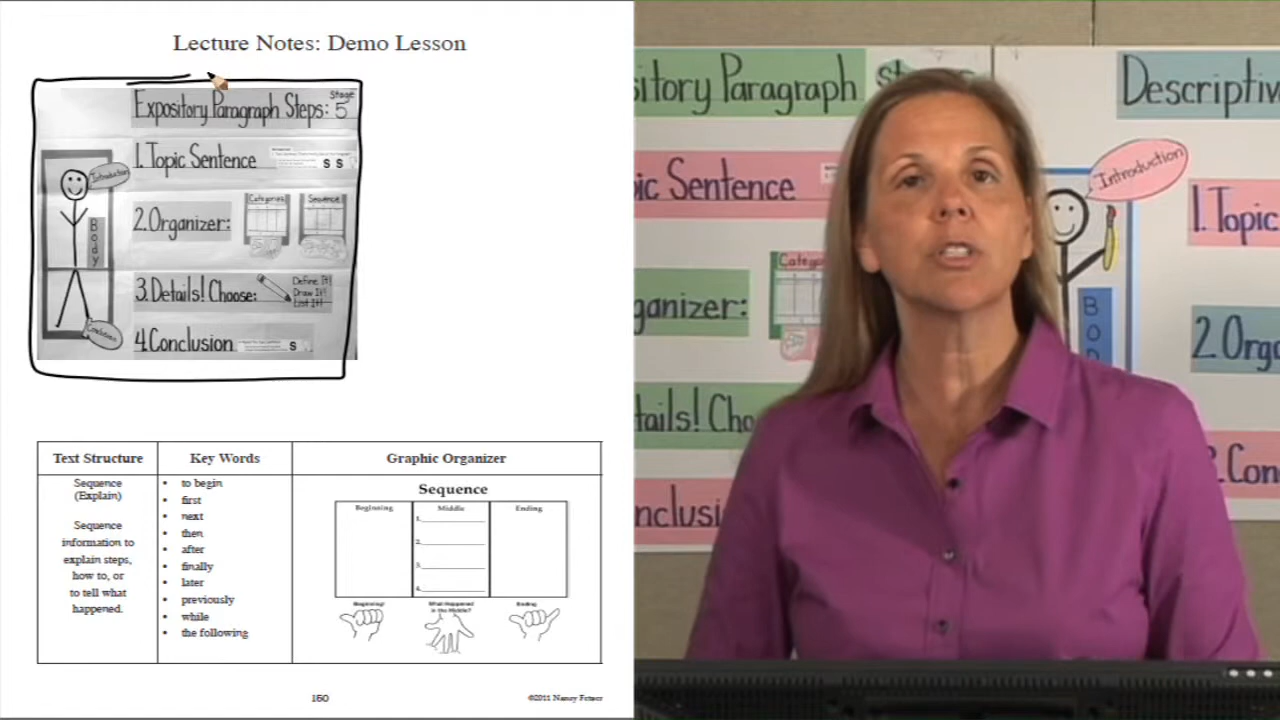 Lecture Notes: Demo Lesson
Expository Paragraph Steps: Stage 5
1. Topic Sentence S S
Introduction
2. Organizer:
Categories
Sequence
Body
3. Details! Choose:
Define It!
Draw It!
List It!
4. Conclusion S
Conclusion
Text Structure
Key Words
Graphic Organizer
Sequence
(Explain)
Sequence
information to
explain steps,
how to, or
to tell what
happened.
• to begin
• first
• next
• then
• after
• finally
• later
• previously
• while
• the following
Sequence
Beginning
Middle
Ending
1.
2.
3.
4.
Beginning!
What Happened
in the Middle?
Ending
160
©2011 Nancy Fetzer
itory Paragraph
Descriptiv
ic Sentence
Introduction
1. Topic
ganizer:
Catego
BOD
2. Orga
tails! Cho
Con
nclusi